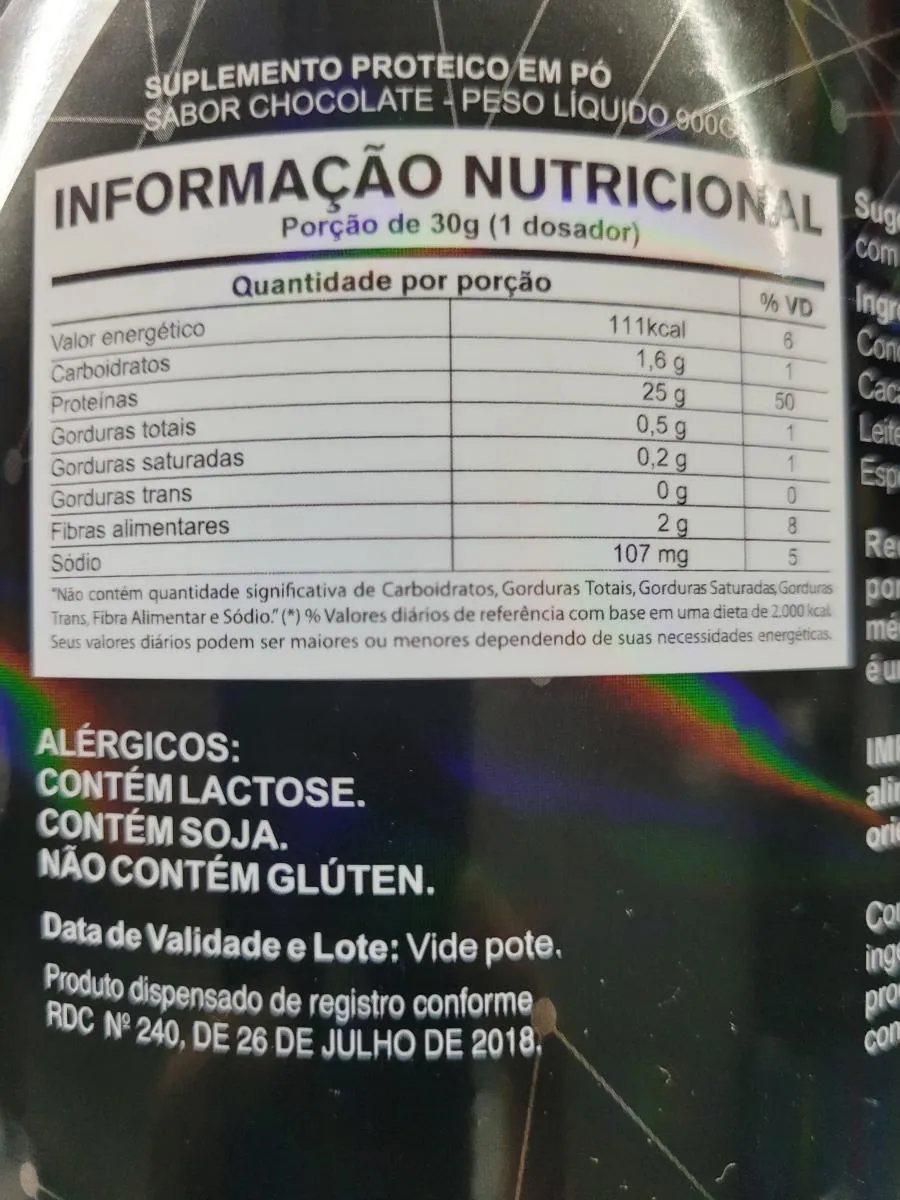 SUPLEMENTO PROTEICO EM PÓ
SABOR CHOCOLATE - PESO LÍQUIDO 900G
INFORMAÇÃO NUTRICIONAL
Porção de 30g (1 dosador)
Quantidade por porção % VD
Valor energético 111kcal 6
Carboidratos 1,6 g 1
Proteínas 25 g 50
Gorduras totais 0,5 g 1
Gorduras saturadas 0,2 g 1
Gorduras trans 0 g 0
Fibras alimentares 2 g 8
Sódio 107 mg 5
"Não contém quantidade significativa de Carboidratos, Gorduras Totais, Gorduras Saturadas, Gorduras
Trans, Fibra Alimentar e Sódio." (*) % Valores diários de referência com base em uma dieta de 2.000 kcal.
Seus valores diários podem ser maiores ou menores dependendo de suas necessidades energéticas.
ALÉRGICOS:
CONTÉM LACTOSE.
CONTÉM SOJA.
NÃO CONTÉM GLÚTEN.
Data de Validade e Lote: Vide pote.
Produto dispensado de registro conforme
RDC Nº 240, DE 26 DE JULHO DE 2018.